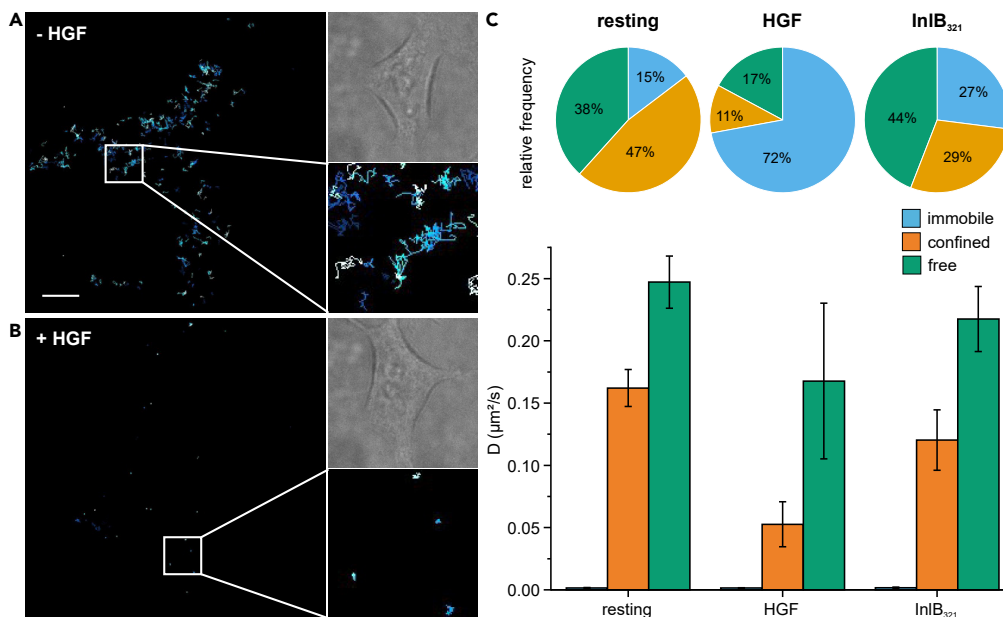 A
- HGF
B
+ HGF
C
resting
HGF
InlB₃₂₁
relative frequency
15%
47%
38%
17%
11%
72%
27%
29%
44%
immobile
confined
free
D (µm²/s)
0.25
0.20
0.15
0.10
0.05
0.00
resting
HGF
InlB₃₂₁